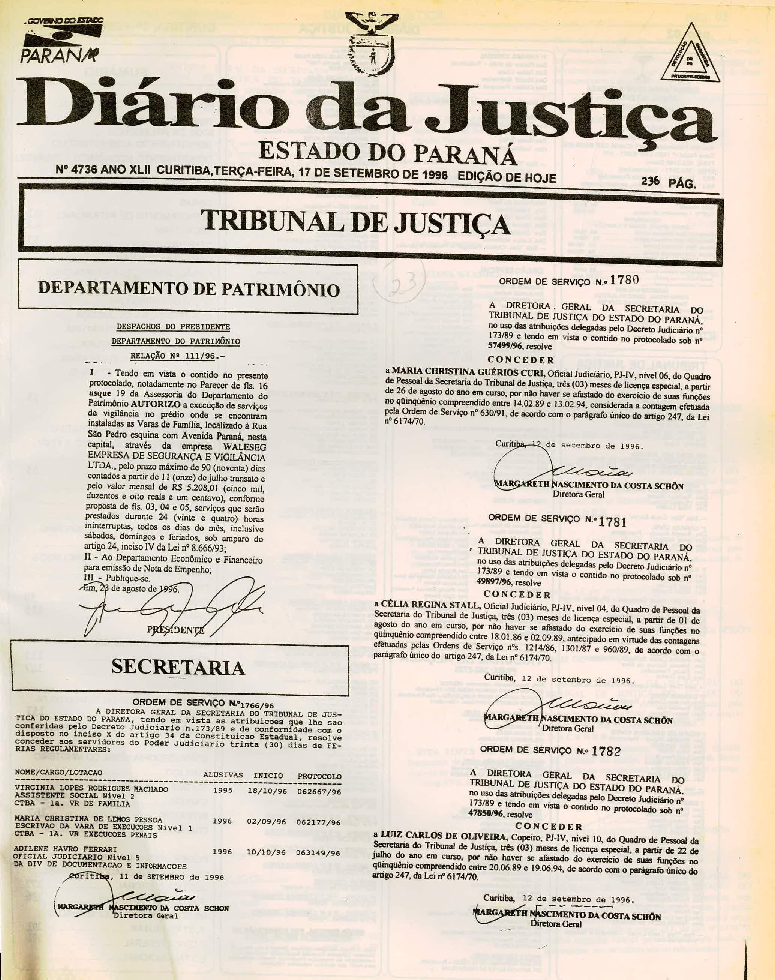 GOVERNO DO ESTADO
PARANÁ
Diário da Justiça
ESTADO DO PARANÁ
Nº 4736 ANO XLII CURITIBA, TERÇA-FEIRA, 17 DE SETEMBRO DE 1996 EDIÇÃO DE HOJE 236 PÁG.
TRIBUNAL DE JUSTIÇA
DEPARTAMENTO DE PATRIMÔNIO
23
DESPACHOS DO PRESIDENTE
DEPARTAMENTO DO PATRIMÔNIO
RELAÇÃO Nº 111/96.-
I - Tendo em vista o contido no presente
protocolado, notadamente no Parecer de fls. 16
usque 19 da Assessoria do Departamento do
Patrimônio AUTORIZO a execução de serviços
da vigilância no prédio onde se encontram
instaladas as Varas de Família, localizado à Rua
São Pedro esquina com Avenida Paraná, nesta
capital, através da empresa WALESEG
EMPRESA DE SEGURANÇA E VIGILÂNCIA
LTDA., pelo prazo máximo de 90 (noventa) dias
contados a partir de 11 (onze) de julho transato e
pelo valor mensal de R$ 5.208,01 (cinco mil,
duzentos e oito reais e um centavo), conforme
proposta de fls. 03, 04 e 05, serviços que serão
prestados durante 24 (vinte e quatro) horas
ininterruptas, todos os dias do mês, inclusive
sábados, domingos e feriados, sob amparo do
artigo 24, inciso IV da Lei nº 8.666/93;
II - Ao Departamento Econômico e Financeiro
para emissão de Nota de Empenho;
III - Publique-se.
Em, 23 de agosto de 1996.
PRESIDENTE
SECRETARIA
ORDEM DE SERVIÇO N.º1766/96
A DIRETORA GERAL DA SECRETARIA DO TRIBUNAL DE JUS-
TIÇA DO ESTADO DO PARANA, tendo em vista as atribuicoes que lhe sao
conferidas pelo Decreto Judiciario n.173/89 e de conformidade com o
disposto no inciso X do artigo 34 da Constituicao Estadual, resolve
conceder aos servidores do Poder Judiciario trinta (30) dias de FE-
RIAS REGULAMENTARES:
NOME/CARGO/LOTACAO ALUSIVAS INICIO PROTOCOLO
VIRGINIA LOPES RODRIGUES MACHADO 1995 18/10/96 062667/96
ASSISTENTE SOCIAL Nivel 2
CTBA - 1a. VR DE FAMILIA
MARIA CHRISTINA DE LEMOS PESSOA 1996 02/09/96 062177/96
ESCRIVAO DA VARA DE EXECUCOES Nivel 1
CTBA - 1A. VR EXECUCOES PENAIS
ADILENE HAVRO FERRARI 1996 10/10/96 063149/96
OFICIAL JUDICIARIO Nivel 5
DA DIV DE DOCUMENTACAO E INFORMACOES
Coritiba, 11 de SETEMBRO de 1996
MARGARETH NASCIMENTO DA COSTA SCHON
Diretora Geral
ORDEM DE SERVIÇO N.º 1780
A DIRETORA GERAL DA SECRETARIA DO
TRIBUNAL DE JUSTIÇA DO ESTADO DO PARANÁ,
no uso das atribuições delegadas pelo Decreto Judiciário nº
173/89 e tendo em vista o contido no protocolado sob nº
57499/96, resolve
CONCEDER
a MARIA CHRISTINA GUÉRIOS CURI, Oficial Judiciário, PJ-IV, nível 06, do Quadro
de Pessoal da Secretaria do Tribunal de Justiça, três (03) meses de licença especial, a partir
de 26 de agosto do ano em curso, por não haver se afastado do exercício de suas funções
no qüinqüênio compreendido entre 14.02.89 e 13.02.94, considerada a contagem efetuada
pela Ordem de Serviço nº 630/91, de acordo com o parágrafo único do artigo 247, da Lei
nº 6174/70.
Curitiba, 12 de setembro de 1996.
MARGARETH NASCIMENTO DA COSTA SCHÖN
Diretora Geral
ORDEM DE SERVIÇO N.º 1781
A DIRETORA GERAL DA SECRETARIA DO
TRIBUNAL DE JUSTIÇA DO ESTADO DO PARANÁ,
no uso das atribuições delegadas pelo Decreto Judiciário nº
173/89 e tendo em vista o contido no protocolado sob nº
49897/96, resolve
CONCEDER
a CÉLIA REGINA STALL, Oficial Judiciário, PJ-IV, nível 04, do Quadro de Pessoal da
Secretaria do Tribunal de Justiça, três (03) meses de licença especial, a partir de 01 de
agosto do ano em curso, por não haver se afastado do exercício de suas funções no
qüinqüênio compreendido entre 18.01.86 e 02.09.89, antecipado em virtude das contagens
efetuadas pelas Ordens de Serviço nºs. 1214/86, 1301/87 e 960/89, de acordo com o
parágrafo único do artigo 247, da Lei nº 6174/70.
Curitiba, 12 de setembro de 1996.
MARGARETH NASCIMENTO DA COSTA SCHÖN
Diretora Geral
ORDEM DE SERVIÇO N.º 1782
A DIRETORA GERAL DA SECRETARIA DO
TRIBUNAL DE JUSTIÇA DO ESTADO DO PARANÁ,
no uso das atribuições delegadas pelo Decreto Judiciário nº
173/89 e tendo em vista o contido no protocolado sob nº
47850/96, resolve
CONCEDER
a LUIZ CARLOS DE OLIVEIRA, Copeiro, PJ-IV, nível 10, do Quadro de Pessoal da
Secretaria do Tribunal de Justiça, três (03) meses de licença especial, a partir de 22 de
julho do ano em curso, por não haver se afastado do exercício de suas funções no
qüinqüênio compreendido entre 20.06.89 e 19.06.94, de acordo com o parágrafo único do
artigo 247, da Lei nº 6174/70.
Curitiba, 12 de setembro de 1996.
MARGARETH NASCIMENTO DA COSTA SCHÖN
Diretora Geral